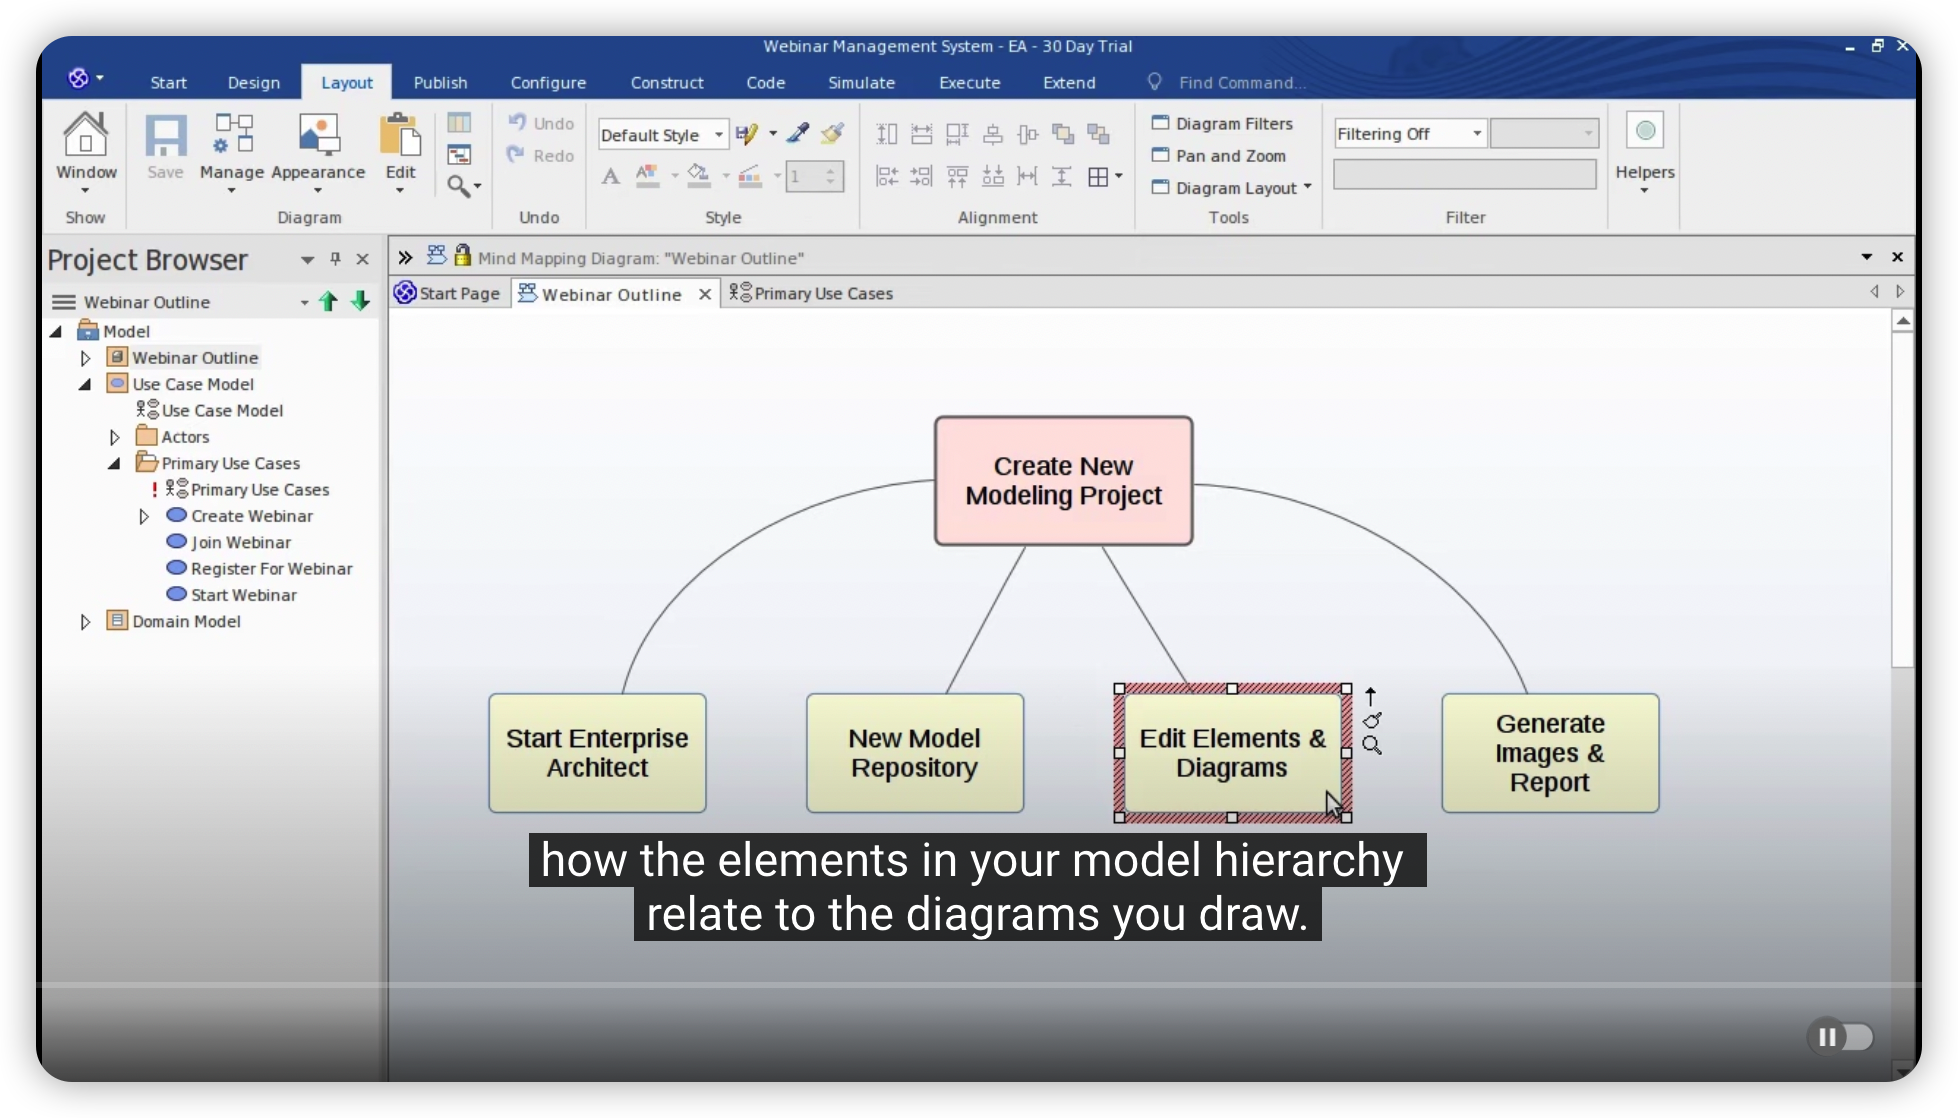 Webinar Management System - EA - 30 Day Trial
Start Design Layout Publish Configure Construct Code Simulate Execute Extend Find Command...
Window Save Manage Appearance Edit
Undo
Redo
Default Style
1
Diagram Filters
Pan and Zoom
Diagram Layout
Filtering Off
Helpers
Show Diagram Undo Style Alignment Tools Filter
Project Browser
Webinar Outline
Model
Webinar Outline
Use Case Model
Use Case Model
Actors
Primary Use Cases
! Primary Use Cases
Create Webinar
Join Webinar
Register For Webinar
Start Webinar
Domain Model
Mind Mapping Diagram: "Webinar Outline"
Start Page Webinar Outline Primary Use Cases
Create New
Modeling Project
Start Enterprise
Architect
New Model
Repository
Edit Elements &
Diagrams
Generate
Images &
Report
how the elements in your model hierarchy
relate to the diagrams you draw.